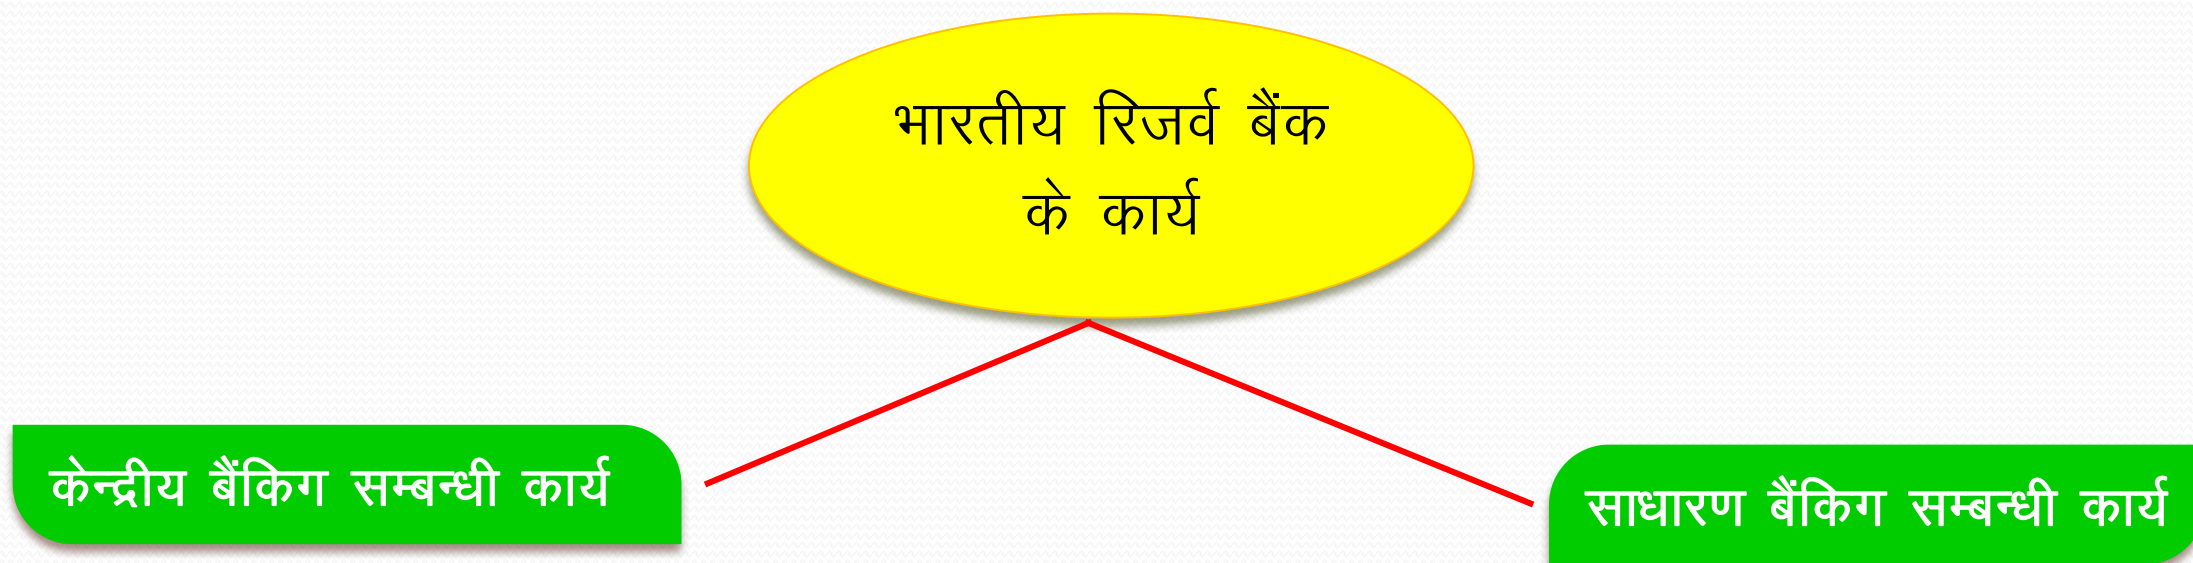 भारतीय रिजर्व बैंक
के कार्य
केन्द्रीय बैंकिग सम्बन्धी कार्य
साधारण बैंकिग सम्बन्धी कार्य